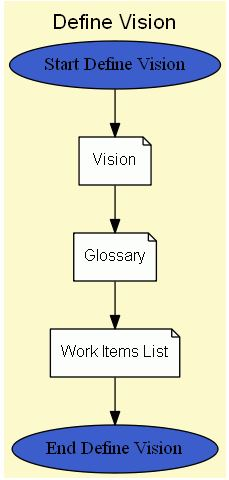 Define Vision
Start Define Vision
Vision
Glossary
Work Items List
End Define Vision